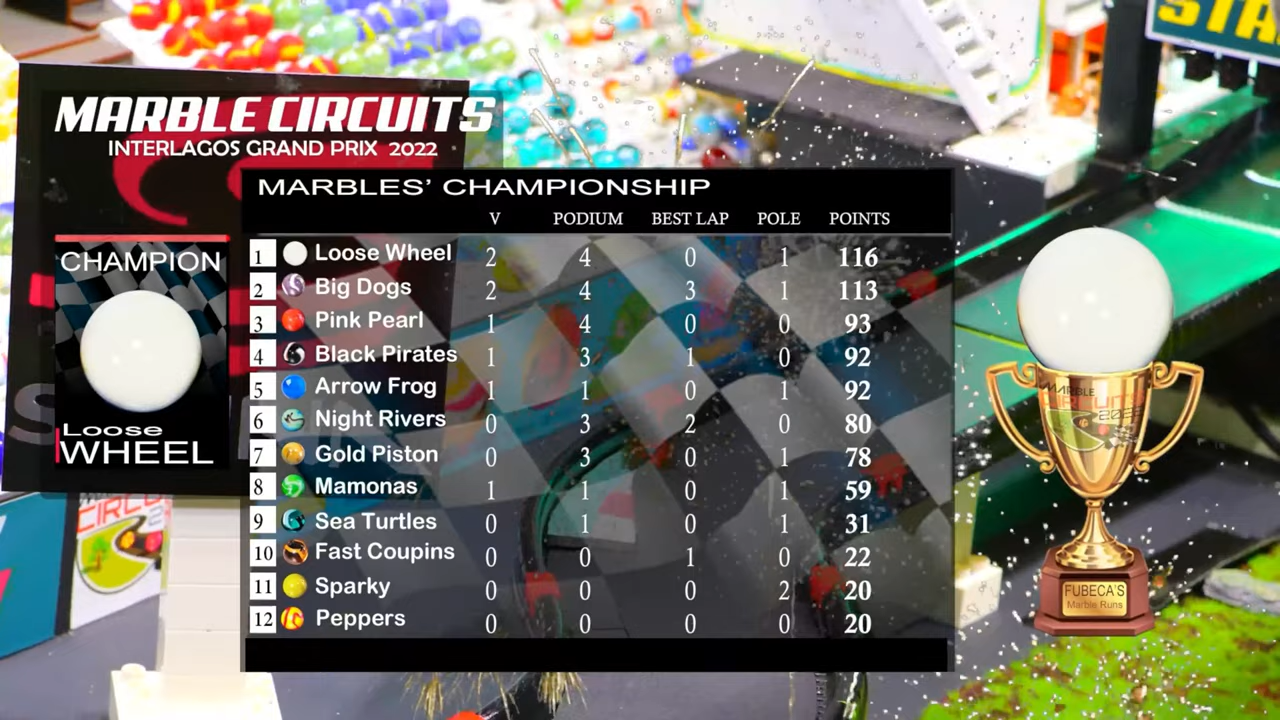 STA
MARBLE CIRCUITS
INTERLAGOS GRAND PRIX 2022
MARBLES' CHAMPIONSHIP
V PODIUM BEST LAP POLE POINTS
1 Loose Wheel 2 4 0 1 116
2 Big Dogs 2 4 3 1 113
3 Pink Pearl 1 4 0 0 93
4 Black Pirates 1 3 1 0 92
5 Arrow Frog 1 1 0 1 92
6 Night Rivers 0 3 2 0 80
7 Gold Piston 0 3 0 1 78
8 Mamonas 1 1 0 1 59
9 Sea Turtles 0 1 0 1 31
10 Fast Coupins 0 0 1 0 22
11 Sparky 0 0 0 2 20
12 Peppers 0 0 0 0 20
CHAMPION
Loose
WHEEL
MARBLE
FUBECA'S
Marble Runs